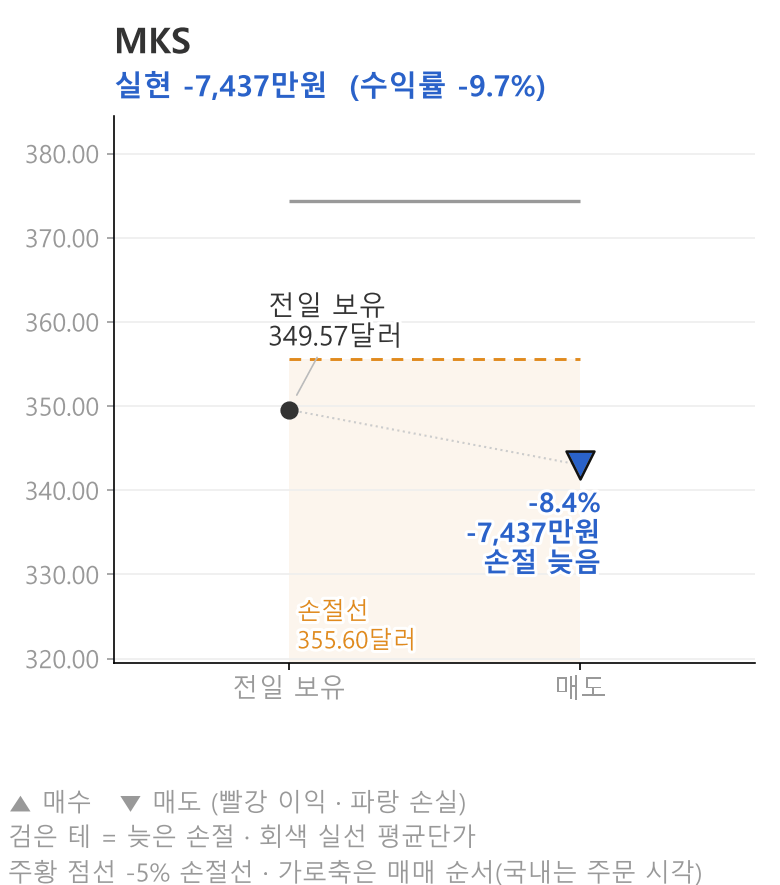 MKS
실현 -7,437만원 (수익률 -9.7%)
380.00
370.00
360.00
350.00
340.00
330.00
320.00
전일 보유
349.57달러
-8.4%
-7,437만원
손절 늦음
손절선
355.60달러
전일 보유
매도
▲ 매수 ▼ 매도 (빨강 이익 · 파랑 손실)
검은 테 = 늦은 손절 · 회색 실선 평균단가
주황 점선 -5% 손절선 · 가로축은 매매 순서(국내는 주문 시각)